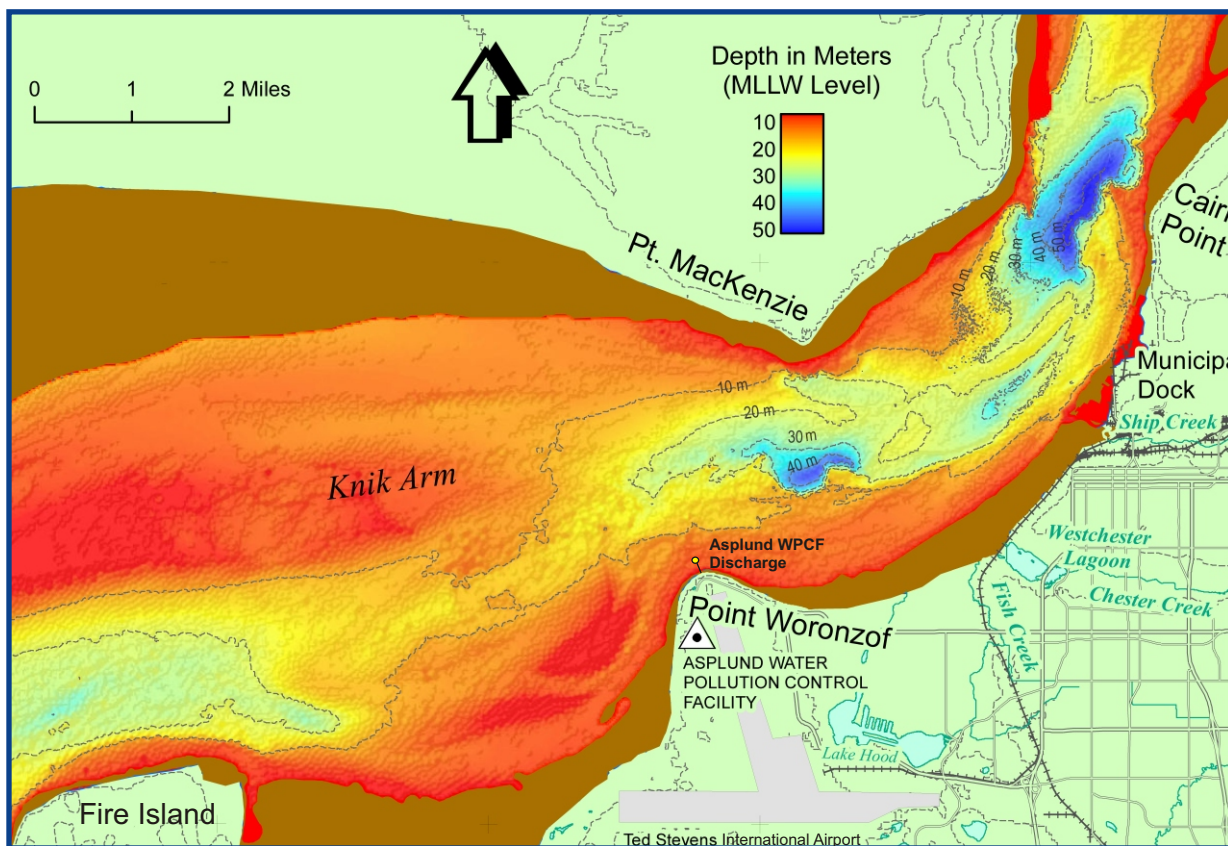 0 1 2 Miles
Depth in Meters
(MLLW Level)
10
20
30
40
50
Cairn
Point
Pt. MacKenzie
10 m
20 m
30 m
40 m
50 m
Municipa
Dock
Ship Creek
10 m
20 m
30 m
40 m
Knik Arm
Asplund WPCF
Discharge
Westchester
Lagoon
Chester Creek
Fish Creek
Point Woronzof
ASPLUND WATER
POLLUTION CONTROL
FACILITY
Lake Hood
Fire Island
Ted Stevens International Airport